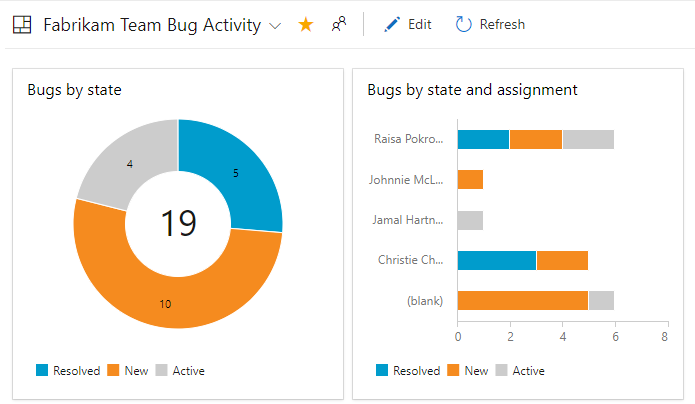 Fabrikam Team Bug Activity Edit Refresh
Bugs by state
4
5
19
10
Resolved New Active
Bugs by state and assignment
Raisa Pokro...
Johnnie McL...
Jamal Hartn...
Christie Ch...
(blank)
0 2 4 6 8
Resolved New Active